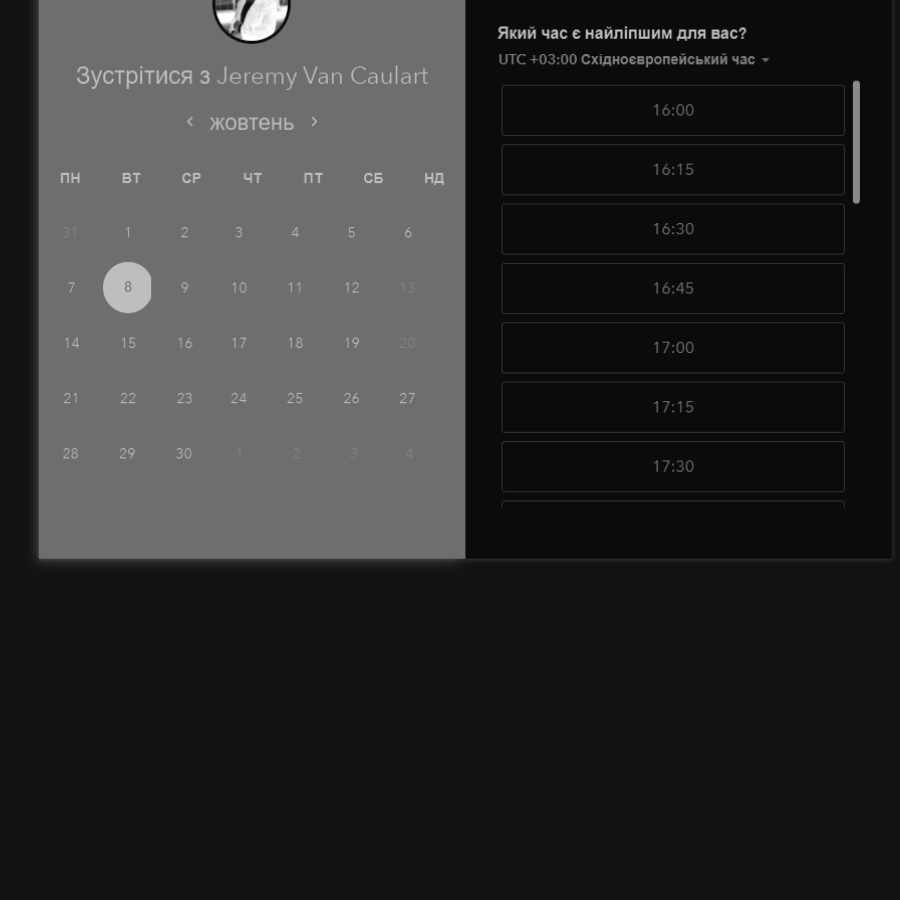 Зустрітися з Jeremy Van Caulart
жовтень
ПН ВТ СР ЧТ ПТ СБ НД
31 1 2 3 4 5 6
7 8 9 10 11 12 13
14 15 16 17 18 19 20
21 22 23 24 25 26 27
28 29 30 1 2 3 4
Який час є найліпшим для вас?
UTC +03:00 Східноєвропейський час
16:00
16:15
16:30
16:45
17:00
17:15
17:30